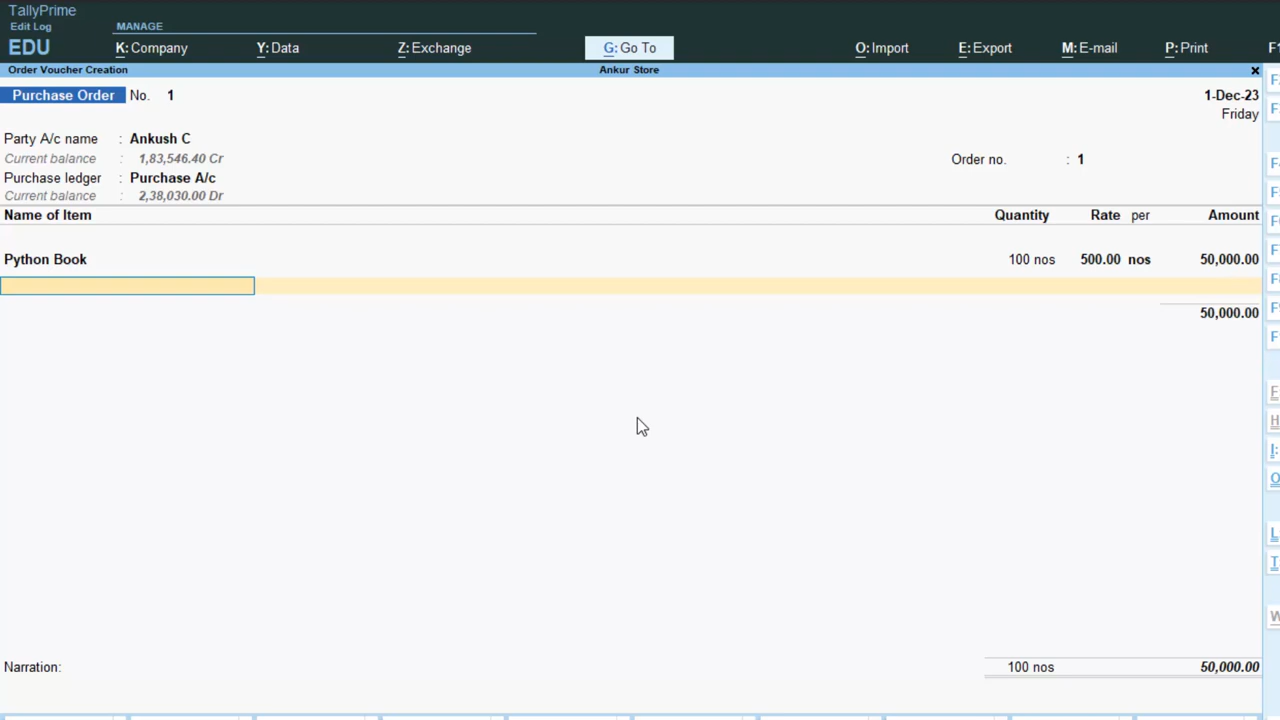 TallyPrime
Edit Log
MANAGE
EDU
K: Company
Y: Data
Z: Exchange
G: Go To
O: Import
E: Export
M: E-mail
P: Print
Order Voucher Creation
Ankur Store
Purchase Order No. 1
1-Dec-23
Friday
Party A/c name : Ankush C
Current balance : 1,83,546.40 Cr
Order no. : 1
Purchase ledger : Purchase A/c
Current balance : 2,38,030.00 Dr
Name of Item Quantity Rate per Amount
Python Book 100 nos 500.00 nos 50,000.00
50,000.00
Narration: 100 nos 50,000.00